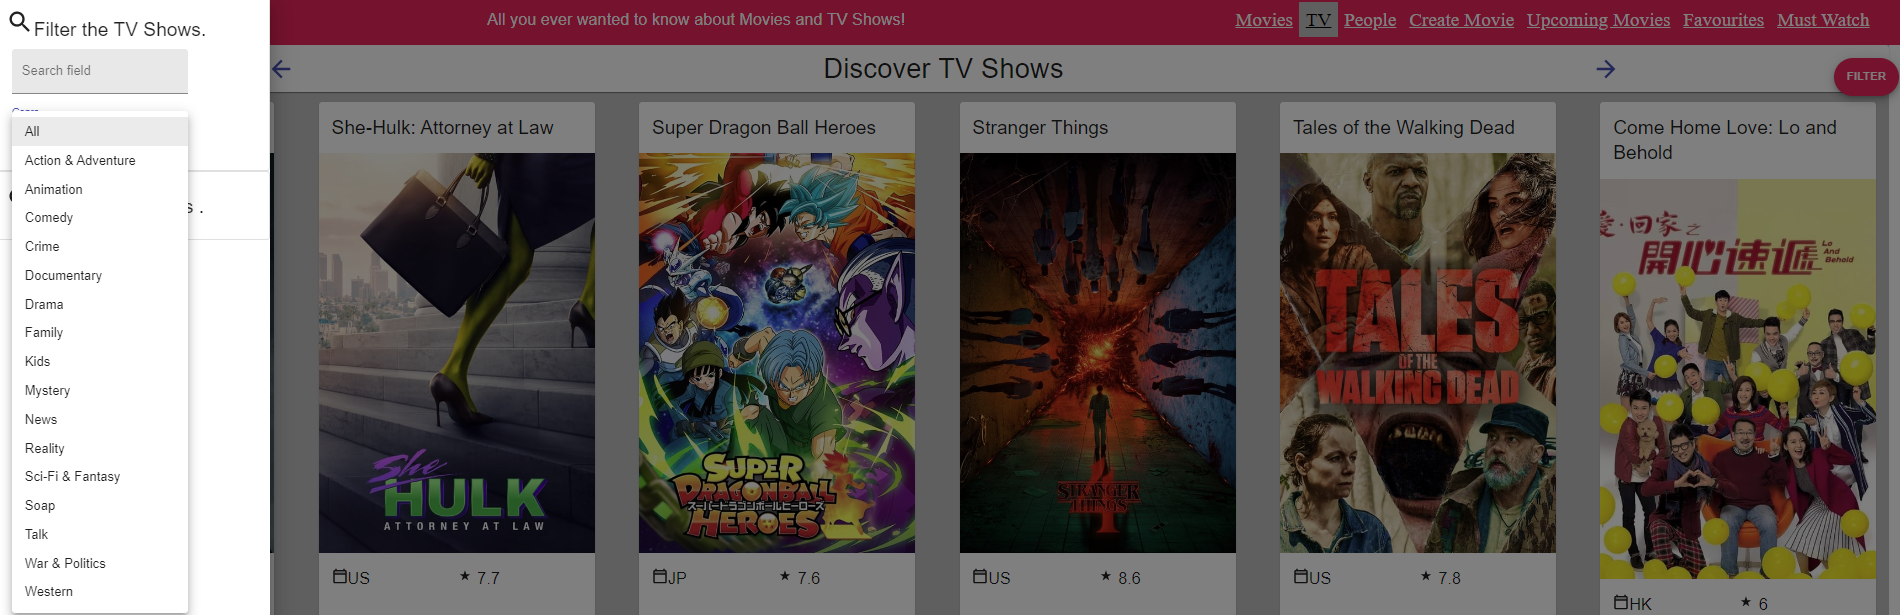 Filter the TV Shows.
Search field
All
Action & Adventure
Animation
Comedy
Crime
Documentary
Drama
Family
Kids
Mystery
News
Reality
Sci-Fi & Fantasy
Soap
Talk
War & Politics
Western
s .
All you ever wanted to know about Movies and TV Shows!
Movies TV People Create Movie Upcoming Movies Favourites Must Watch
Discover TV Shows
FILTER
She-Hulk: Attorney at Law
She
HULK
ATTORNEY AT LAW
US ★ 7.7
Super Dragon Ball Heroes
SUPER
DRAGONBALL
スーパードラゴンボールヒーローズ
HEROES
JP ★ 7.6
Stranger Things
STRANGER
THINGS
4
US ★ 8.6
Tales of the Walking Dead
TALES
OF THE
WALKING DEAD
US ★ 7.8
Come Home Love: Lo and
Behold
愛·回家之
開心速遞
Lo
And
Behold
HK ★ 6